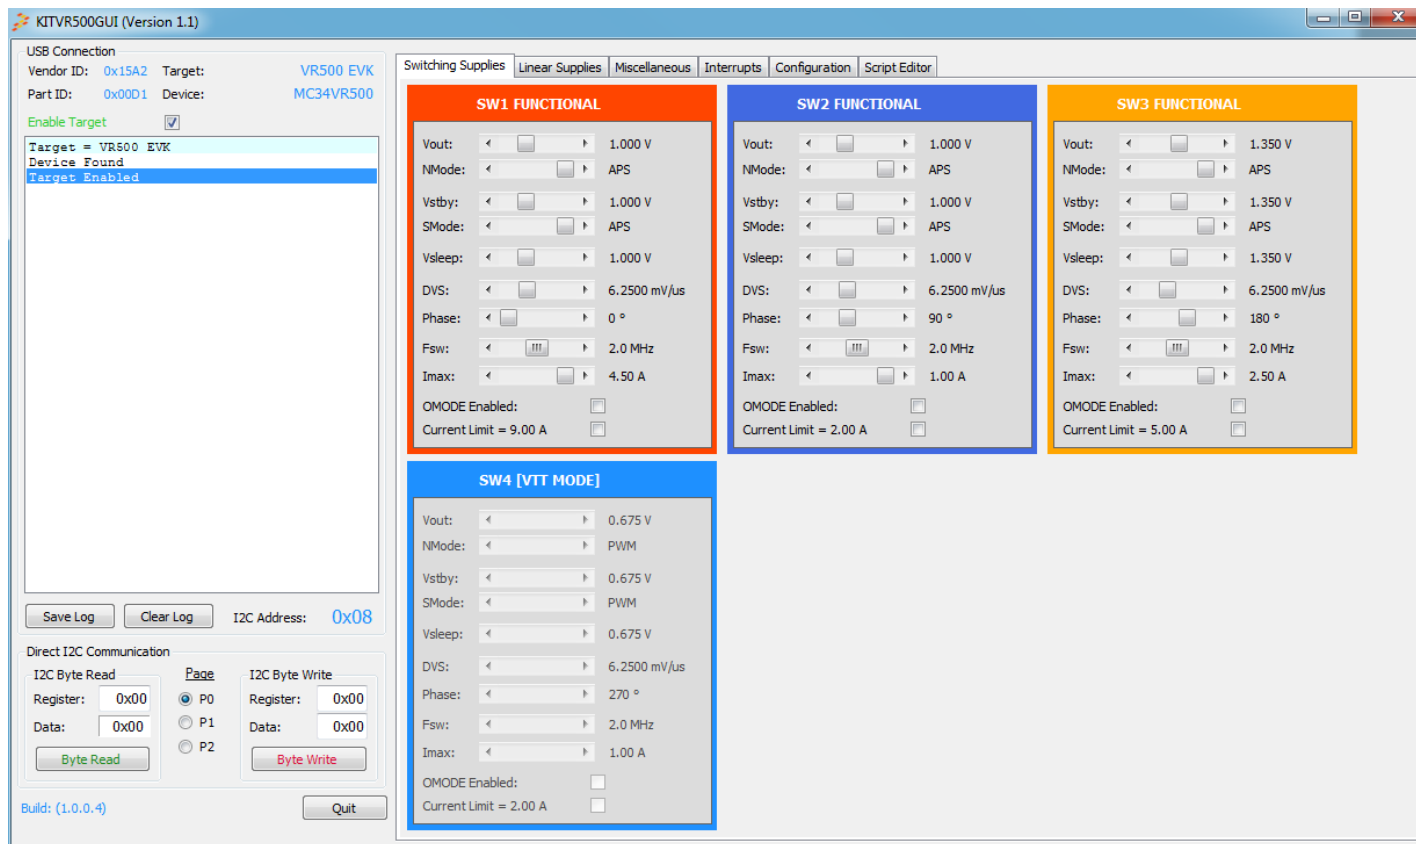 KITVR500GUI (Version 1.1)
USB Connection
Vendor ID: 0x15A2 Target: VR500 EVK
Part ID: 0x00D1 Device: MC34VR500
Enable Target
Target = VR500 EVK
Device Found
Target Enabled
Save Log Clear Log I2C Address: 0x08
Direct I2C Communication
I2C Byte Read Page I2C Byte Write
Register: 0x00 P0 Register: 0x00
Data: 0x00 P1 Data: 0x00
P2
Byte Read Byte Write
Build: (1.0.0.4) Quit
Switching Supplies Linear Supplies Miscellaneous Interrupts Configuration Script Editor
SW1 FUNCTIONAL
Vout: 1.000 V
NMode: APS
Vstby: 1.000 V
SMode: APS
Vsleep: 1.000 V
DVS: 6.2500 mV/us
Phase: 0 °
Fsw: 2.0 MHz
Imax: 4.50 A
OMODE Enabled:
Current Limit = 9.00 A
SW2 FUNCTIONAL
Vout: 1.000 V
NMode: APS
Vstby: 1.000 V
SMode: APS
Vsleep: 1.000 V
DVS: 6.2500 mV/us
Phase: 90 °
Fsw: 2.0 MHz
Imax: 1.00 A
OMODE Enabled:
Current Limit = 2.00 A
SW3 FUNCTIONAL
Vout: 1.350 V
NMode: APS
Vstby: 1.350 V
SMode: APS
Vsleep: 1.350 V
DVS: 6.2500 mV/us
Phase: 180 °
Fsw: 2.0 MHz
Imax: 2.50 A
OMODE Enabled:
Current Limit = 5.00 A
SW4 [VTT MODE]
Vout: 0.675 V
NMode: PWM
Vstby: 0.675 V
SMode: PWM
Vsleep: 0.675 V
DVS: 6.2500 mV/us
Phase: 270 °
Fsw: 2.0 MHz
Imax: 1.00 A
OMODE Enabled:
Current Limit = 2.00 A